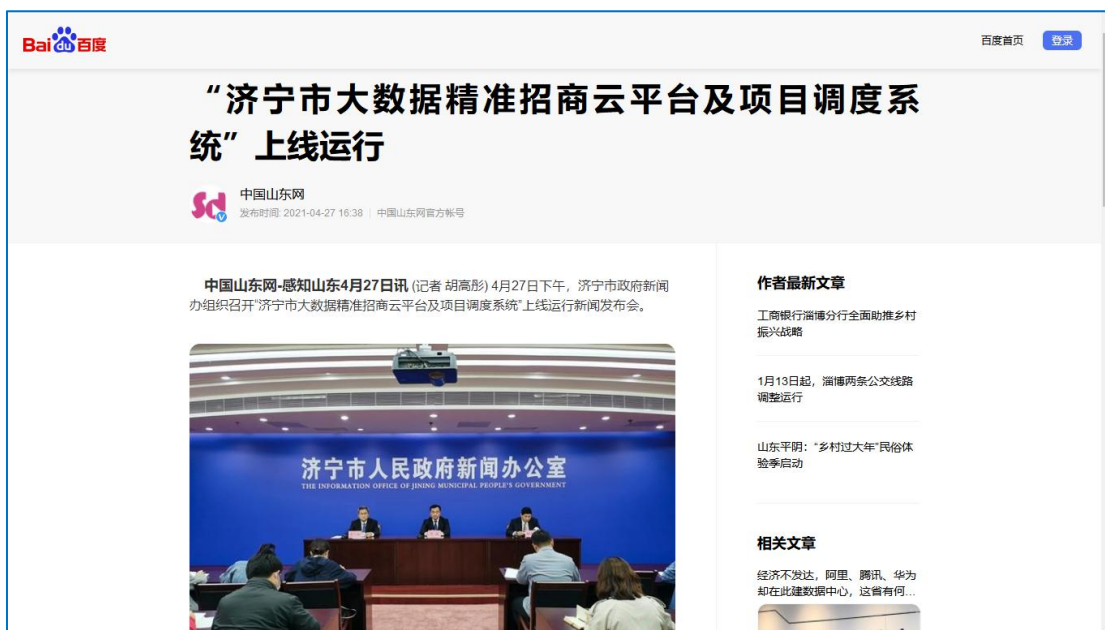 Bai du 百度
百度首页
登录
“济宁市大数据精准招商云平台及项目调度系
统”上线运行
Sd
中国山东网
发布时间: 2021-04-27 16:38
中国山东网官方帐号
中国山东网-感知山东4月27日讯 (记者 胡高彤) 4月27日下午，济宁市政府新闻
办组织召开“济宁市大数据精准招商云平台及项目调度系统”上线运行新闻发布会。
济宁市人民政府新闻办公室
THE INFORMATION OFFICE OF JINING MUNICIPAL PEOPLE'S GOVERNMENT
作者最新文章
工商银行淄博分行全面助推乡村
振兴战略
1月13日起，淄博两条公交线路
调整运行
山东平阴：“乡村过大年”民俗体
验季启动
相关文章
经济不发达，阿里、腾讯、华为
却在此建数据中心，这省有何...